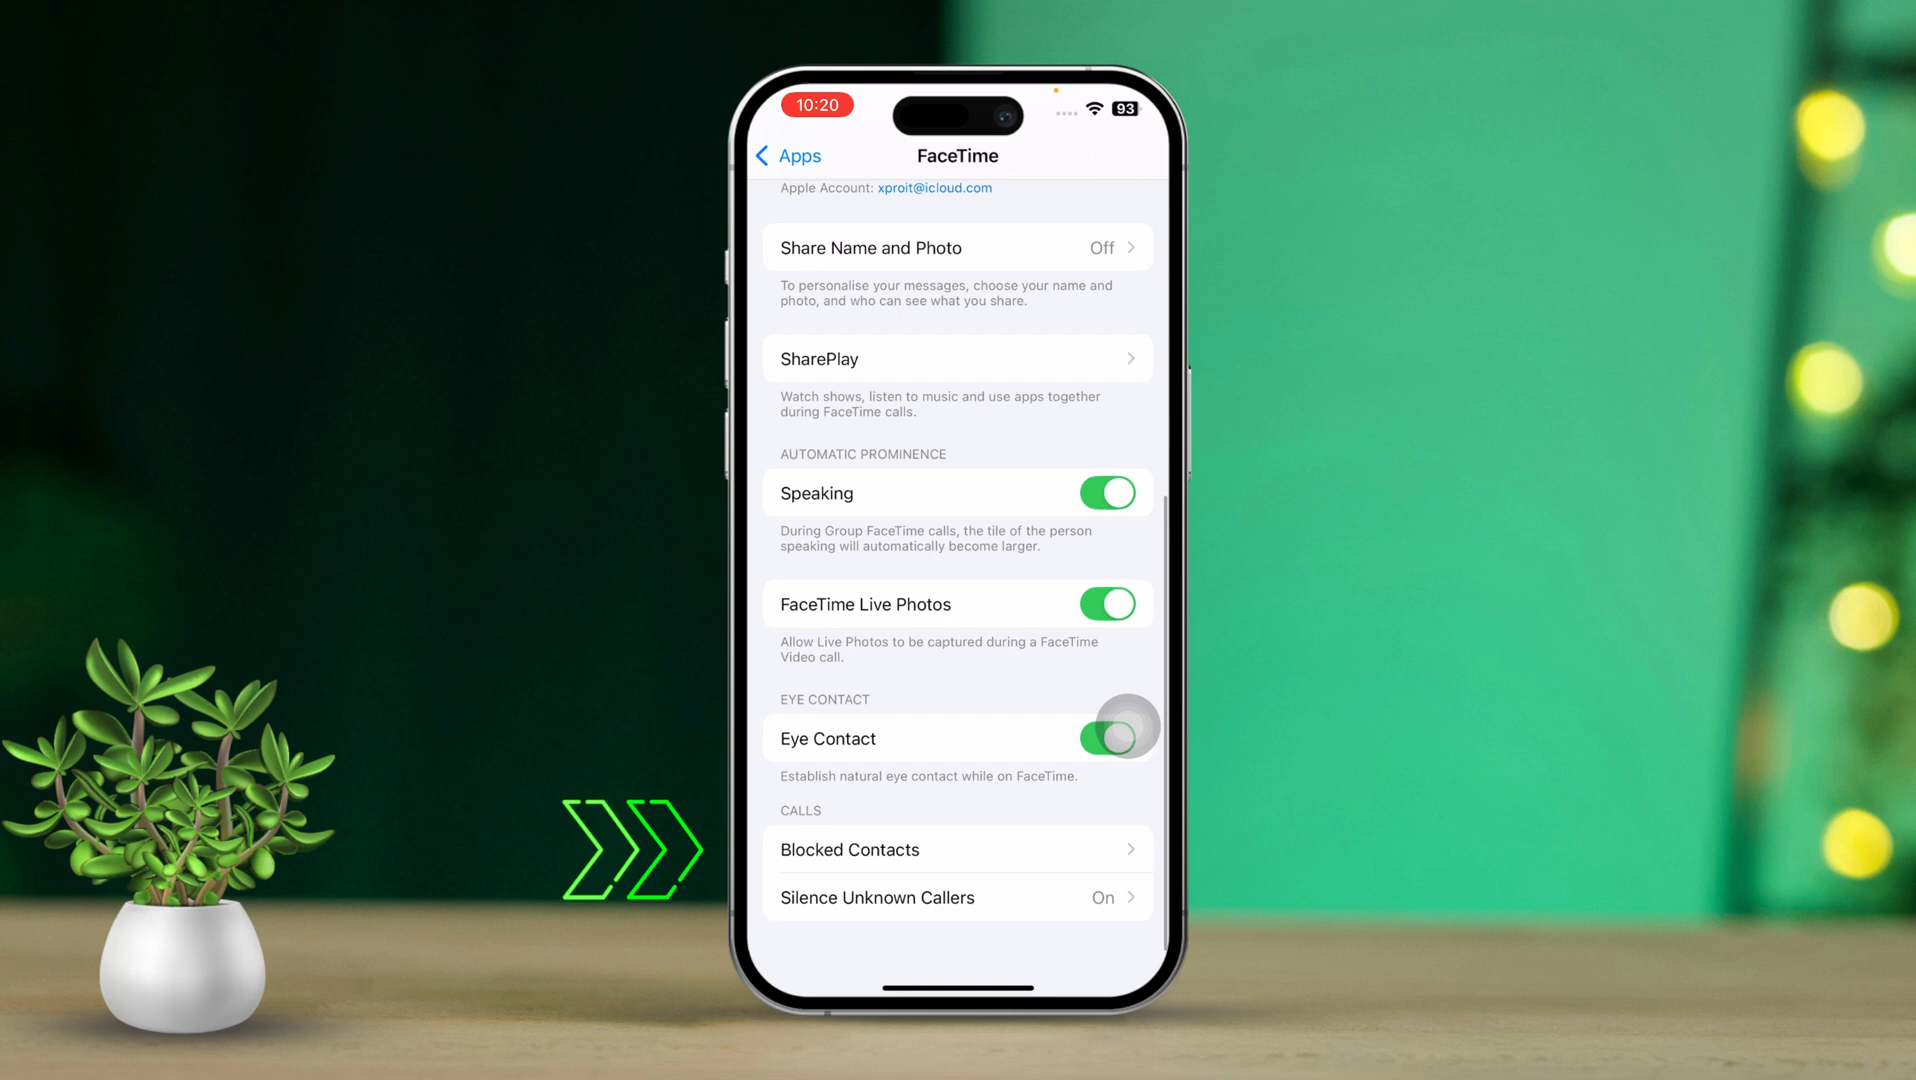 10:20
93
Apps
FaceTime
Apple Account: xproit@icloud.com
Share Name and Photo
Off
To personalise your messages, choose your name and
photo, and who can see what you share.
SharePlay
Watch shows, listen to music and use apps together
during FaceTime calls.
AUTOMATIC PROMINENCE
Speaking
During Group FaceTime calls, the tile of the person
speaking will automatically become larger.
FaceTime Live Photos
Allow Live Photos to be captured during a FaceTime
Video call.
EYE CONTACT
Eye Contact
Establish natural eye contact while on FaceTime.
CALLS
Blocked Contacts
Silence Unknown Callers
On